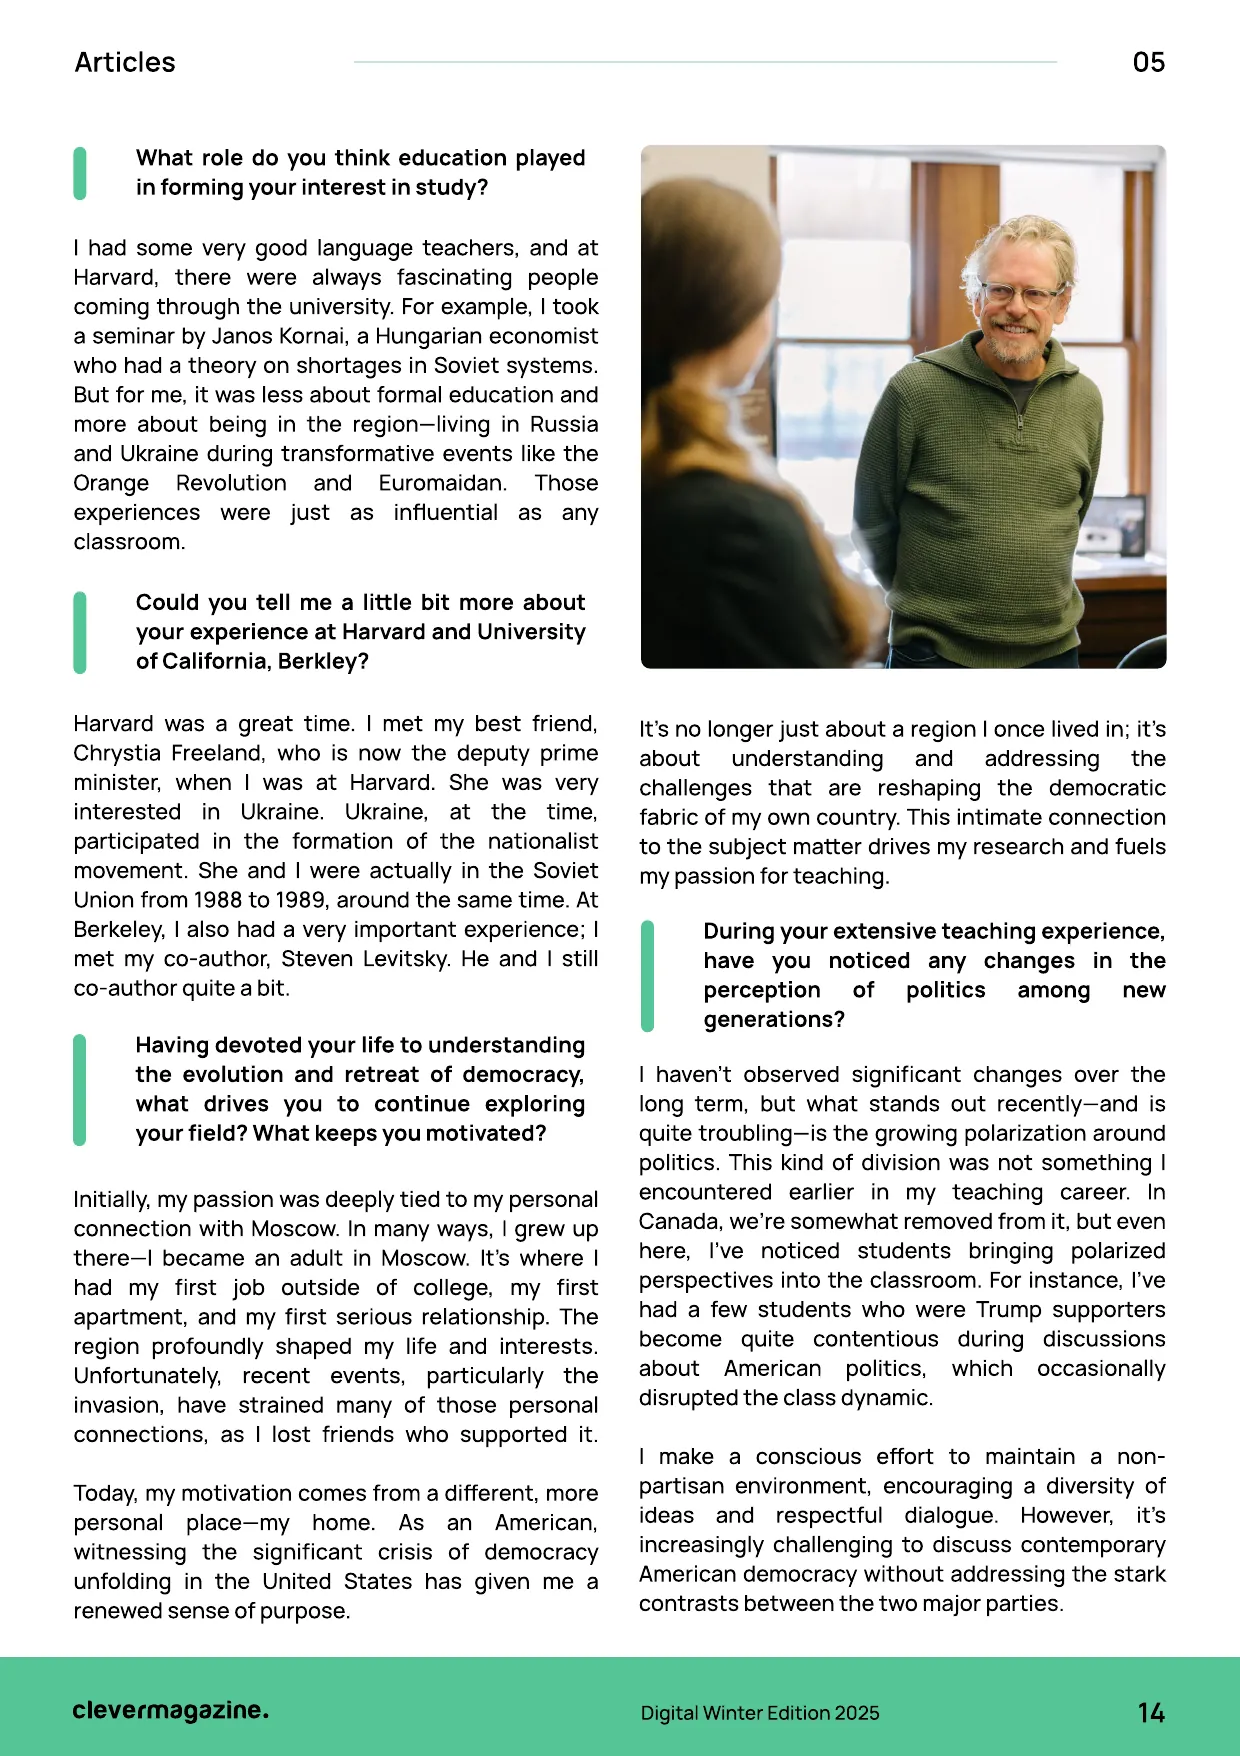 Articles
05
What role do you think education played
in forming your interest in study?
I had some very good language teachers, and at
Harvard, there were always fascinating people
coming through the university. For example, I took
a seminar by Janos Kornai, a Hungarian economist
who had a theory on shortages in Soviet systems.
But for me, it was less about formal education and
more about being in the region—living in Russia
and Ukraine during transformative events like the
Orange Revolution and Euromaidan. Those
experiences were just as influential as any
classroom.
Could you tell me a little bit more about
your experience at Harvard and University
of California, Berkley?
Harvard was a great time. I met my best friend,
Chrystia Freeland, who is now the deputy prime
minister, when I was at Harvard. She was very
interested in Ukraine. Ukraine, at the time,
participated in the formation of the nationalist
movement. She and I were actually in the Soviet
Union from 1988 to 1989, around the same time. At
Berkeley, I also had a very important experience; I
met my co-author, Steven Levitsky. He and I still
co-author quite a bit.
Having devoted your life to understanding
the evolution and retreat of democracy,
what drives you to continue exploring
your field? What keeps you motivated?
Initially, my passion was deeply tied to my personal
connection with Moscow. In many ways, I grew up
there—I became an adult in Moscow. It's where I
had my first job outside of college, my first
apartment, and my first serious relationship. The
region profoundly shaped my life and interests.
Unfortunately, recent events, particularly the
invasion, have strained many of those personal
connections, as I lost friends who supported it.
Today, my motivation comes from a different, more
personal place—my home. As an American,
witnessing the significant crisis of democracy
unfolding in the United States has given me a
renewed sense of purpose.
It's no longer just about a region I once lived in; it's
about understanding and addressing the
challenges that are reshaping the democratic
fabric of my own country. This intimate connection
to the subject matter drives my research and fuels
my passion for teaching.
During your extensive teaching experience,
have you noticed any changes in the
perception of politics among new
generations?
I haven't observed significant changes over the
long term, but what stands out recently—and is
quite troubling—is the growing polarization around
politics. This kind of division was not something I
encountered earlier in my teaching career. In
Canada, we're somewhat removed from it, but even
here, I've noticed students bringing polarized
perspectives into the classroom. For instance, I've
had a few students who were Trump supporters
become quite contentious during discussions
about American politics, which occasionally
disrupted the class dynamic.
I make a conscious effort to maintain a non-
partisan environment, encouraging a diversity of
ideas and respectful dialogue. However, it's
increasingly challenging to discuss contemporary
American democracy without addressing the stark
contrasts between the two major parties.
clevermagazine.
Digital Winter Edition 2025
14